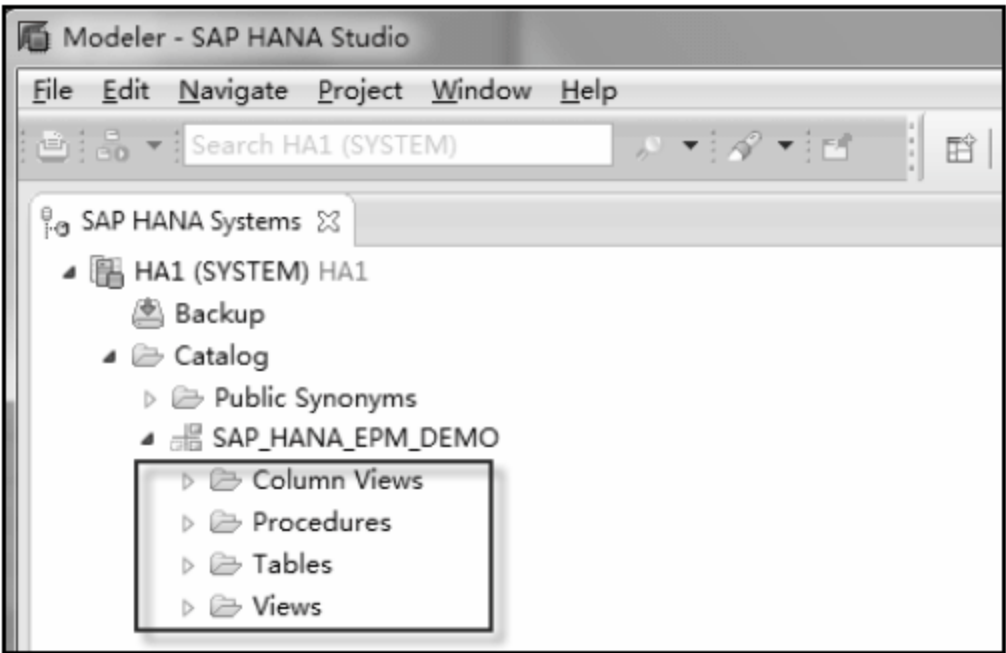 Modeler - SAP HANA Studio
File Edit Navigate Project Window Help
Search HA1 (SYSTEM)
SAP HANA Systems
HA1 (SYSTEM) HA1
Backup
Catalog
Public Synonyms
SAP_HANA_EPM_DEMO
Column Views
Procedures
Tables
Views